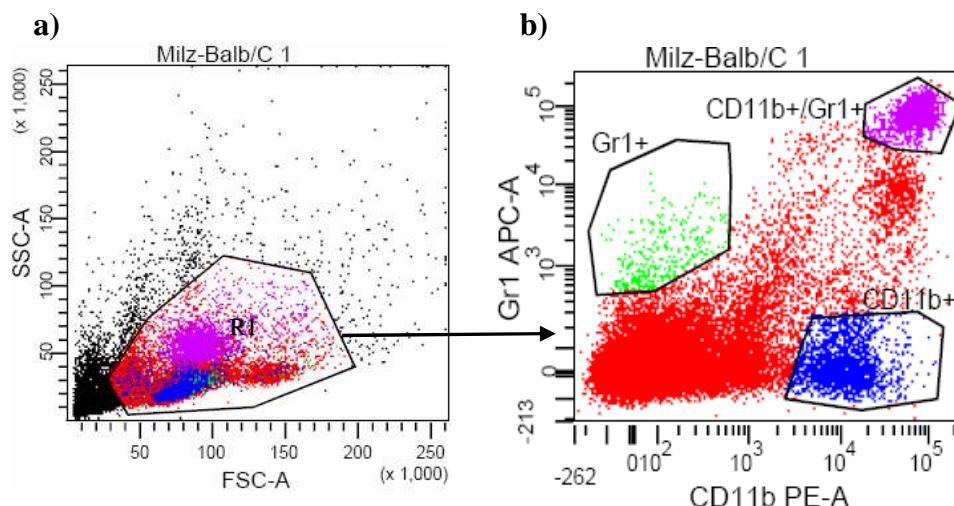 a)
Milz-Balb/C 1
SSC-A
(x 1,000)
250
200
150
100
50
R1
50
100
150
200
250
(x 1,000)
FSC-A
b)
Milz-Balb/C 1
Gr1 APC-A
10^5
10^4
10^3
0
-213
Gr1+
CD11b+/Gr1+
CD11b+
-262
010^2
10^3
10^4
10^5
CD11b PE-A